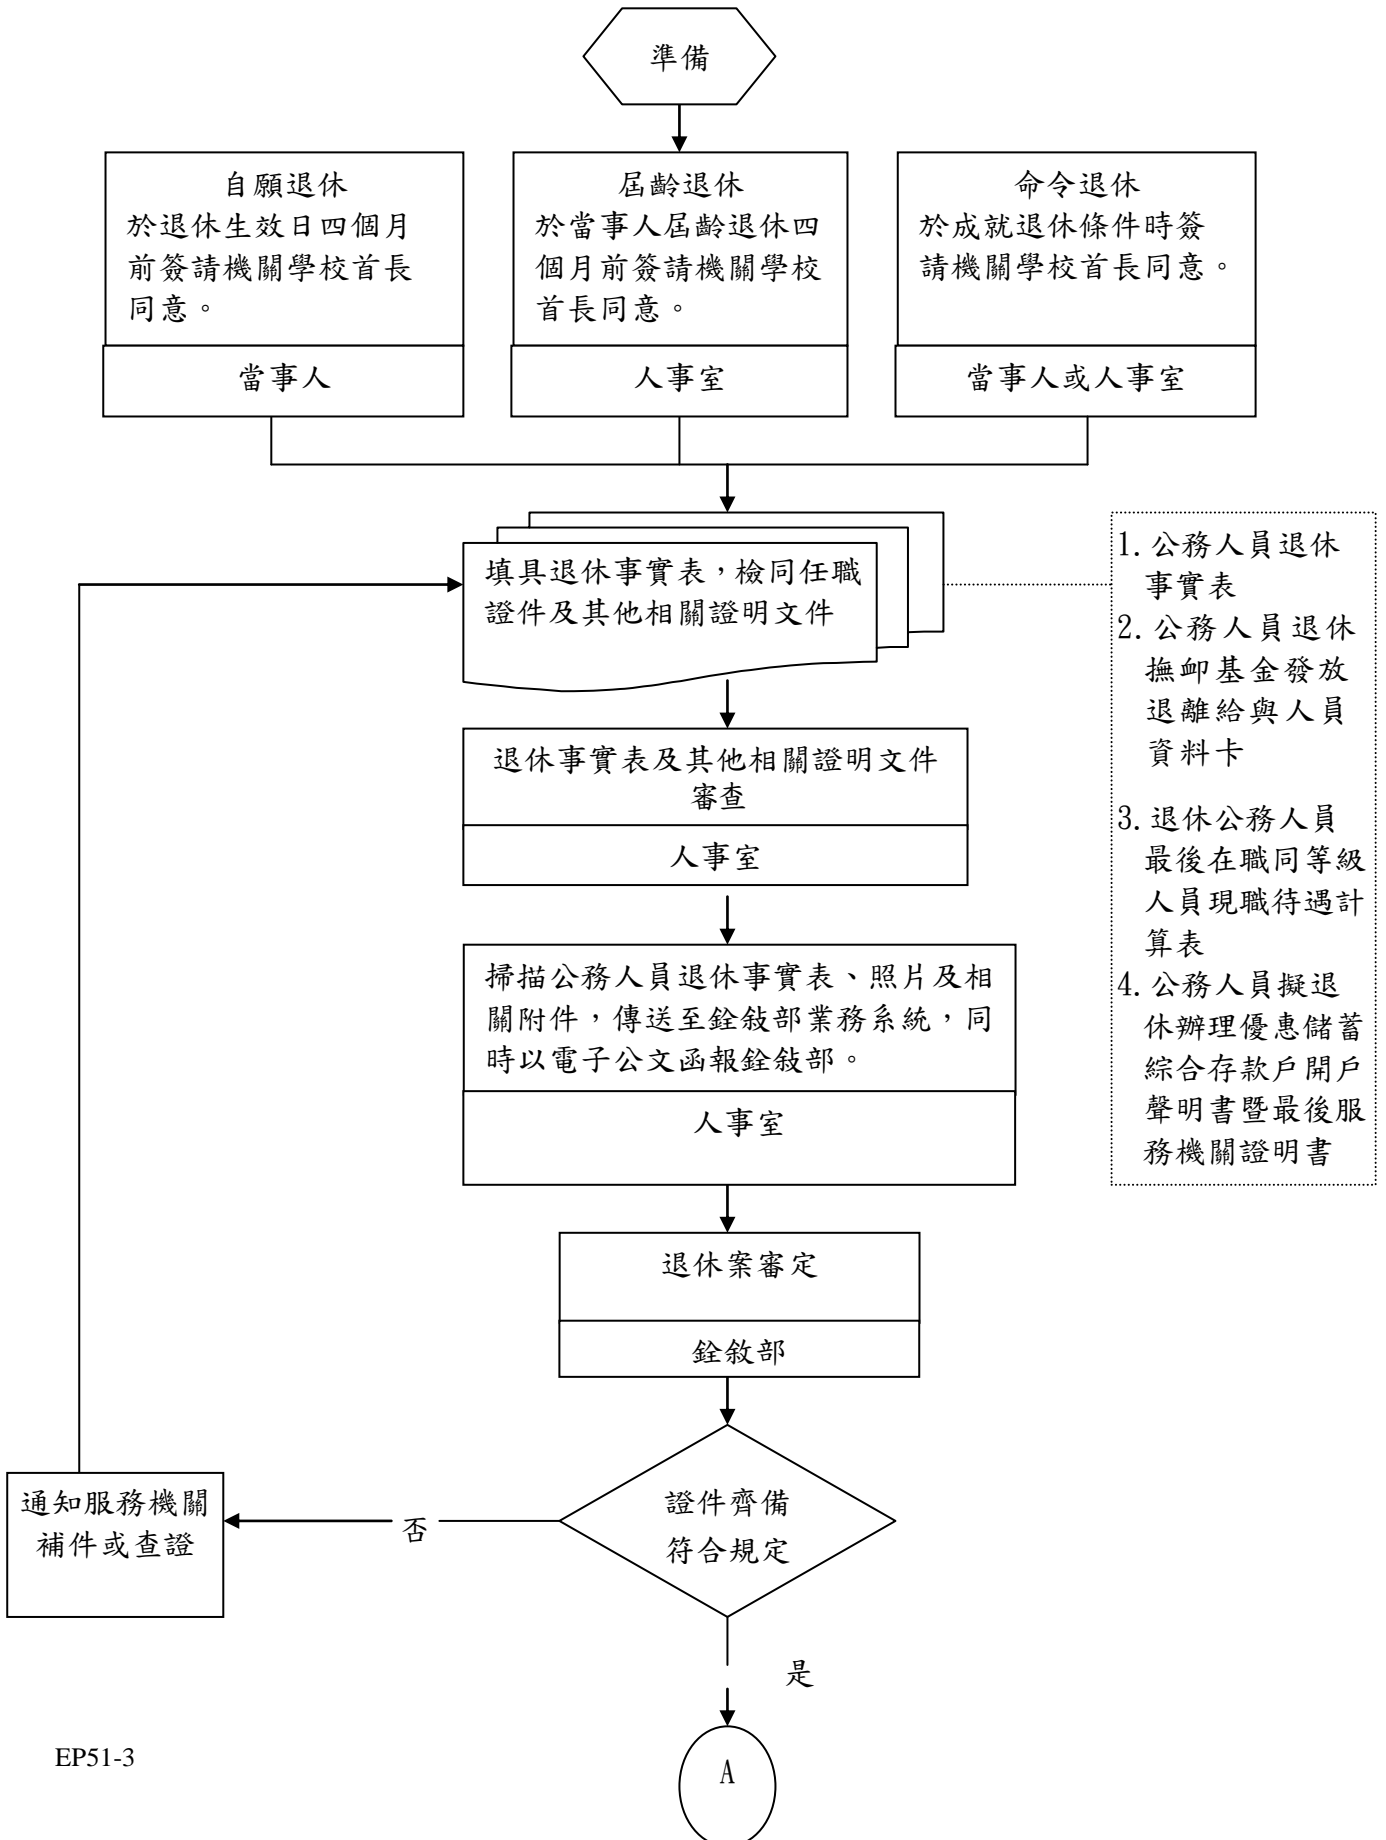 準備
自願退休
於退休生效日四個月
前簽請機關學校首長
同意。
當事人
屆齡退休
於當事人屆齡退休四
個月前簽請機關學校
首長同意。
人事室
命令退休
於成就退休條件時簽
請機關學校首長同意。
當事人或人事室
填具退休事實表，檢同任職
證件及其他相關證明文件
1. 公務人員退休
事實表
2. 公務人員退休
撫卹基金發放
退離給與人員
資料卡
3. 退休公務人員
最後在職同等級
人員現職待遇計
算表
4. 公務人員擬退
休辦理優惠儲蓄
綜合存款戶開戶
聲明書暨最後服
務機關證明書
退休事實表及其他相關證明文件
審查
人事室
掃描公務人員退休事實表、照片及相
關附件，傳送至銓敘部業務系統，同
時以電子公文函報銓敘部。
人事室
退休案審定
銓敘部
證件齊備
符合規定
否
通知服務機關
補件或查證
是
A
EP51-3